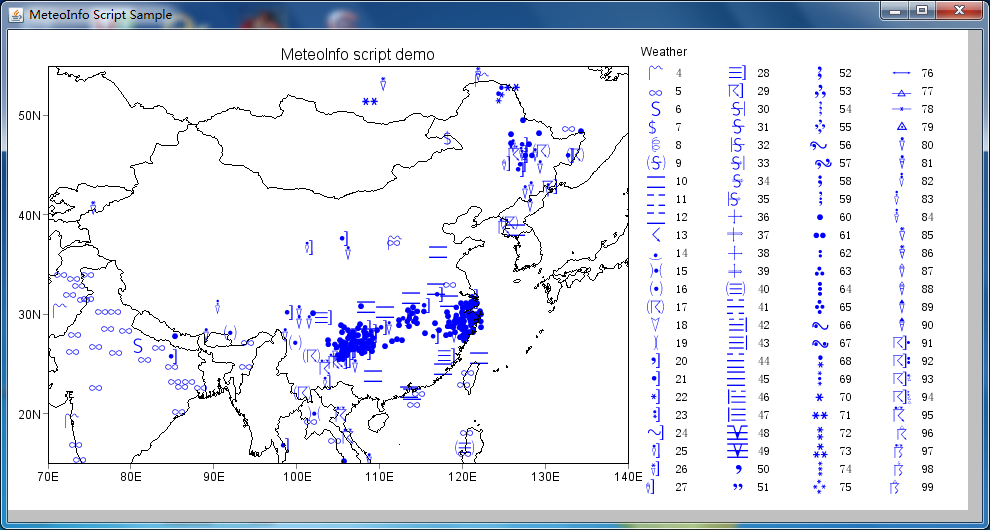 MeteoInfo Script Sample
MeteoInfo script demo
Weather
50N
40N
30N
20N
70E 80E 90E 100E 110E 120E 130E 140E
4 28 52 76
5 29 53 77
6 30 54 78
7 31 55 79
8 32 56 80
9 33 57 81
10 34 58 82
11 35 59 83
12 36 60 84
13 37 61 85
14 38 62 86
15 39 63 87
16 40 64 88
17 41 65 89
18 42 66 90
19 43 67 91
20 44 68 92
21 45 69 93
22 46 70 94
23 47 71 95
24 48 72 96
25 49 73 97
26 50 74 98
27 51 75 99